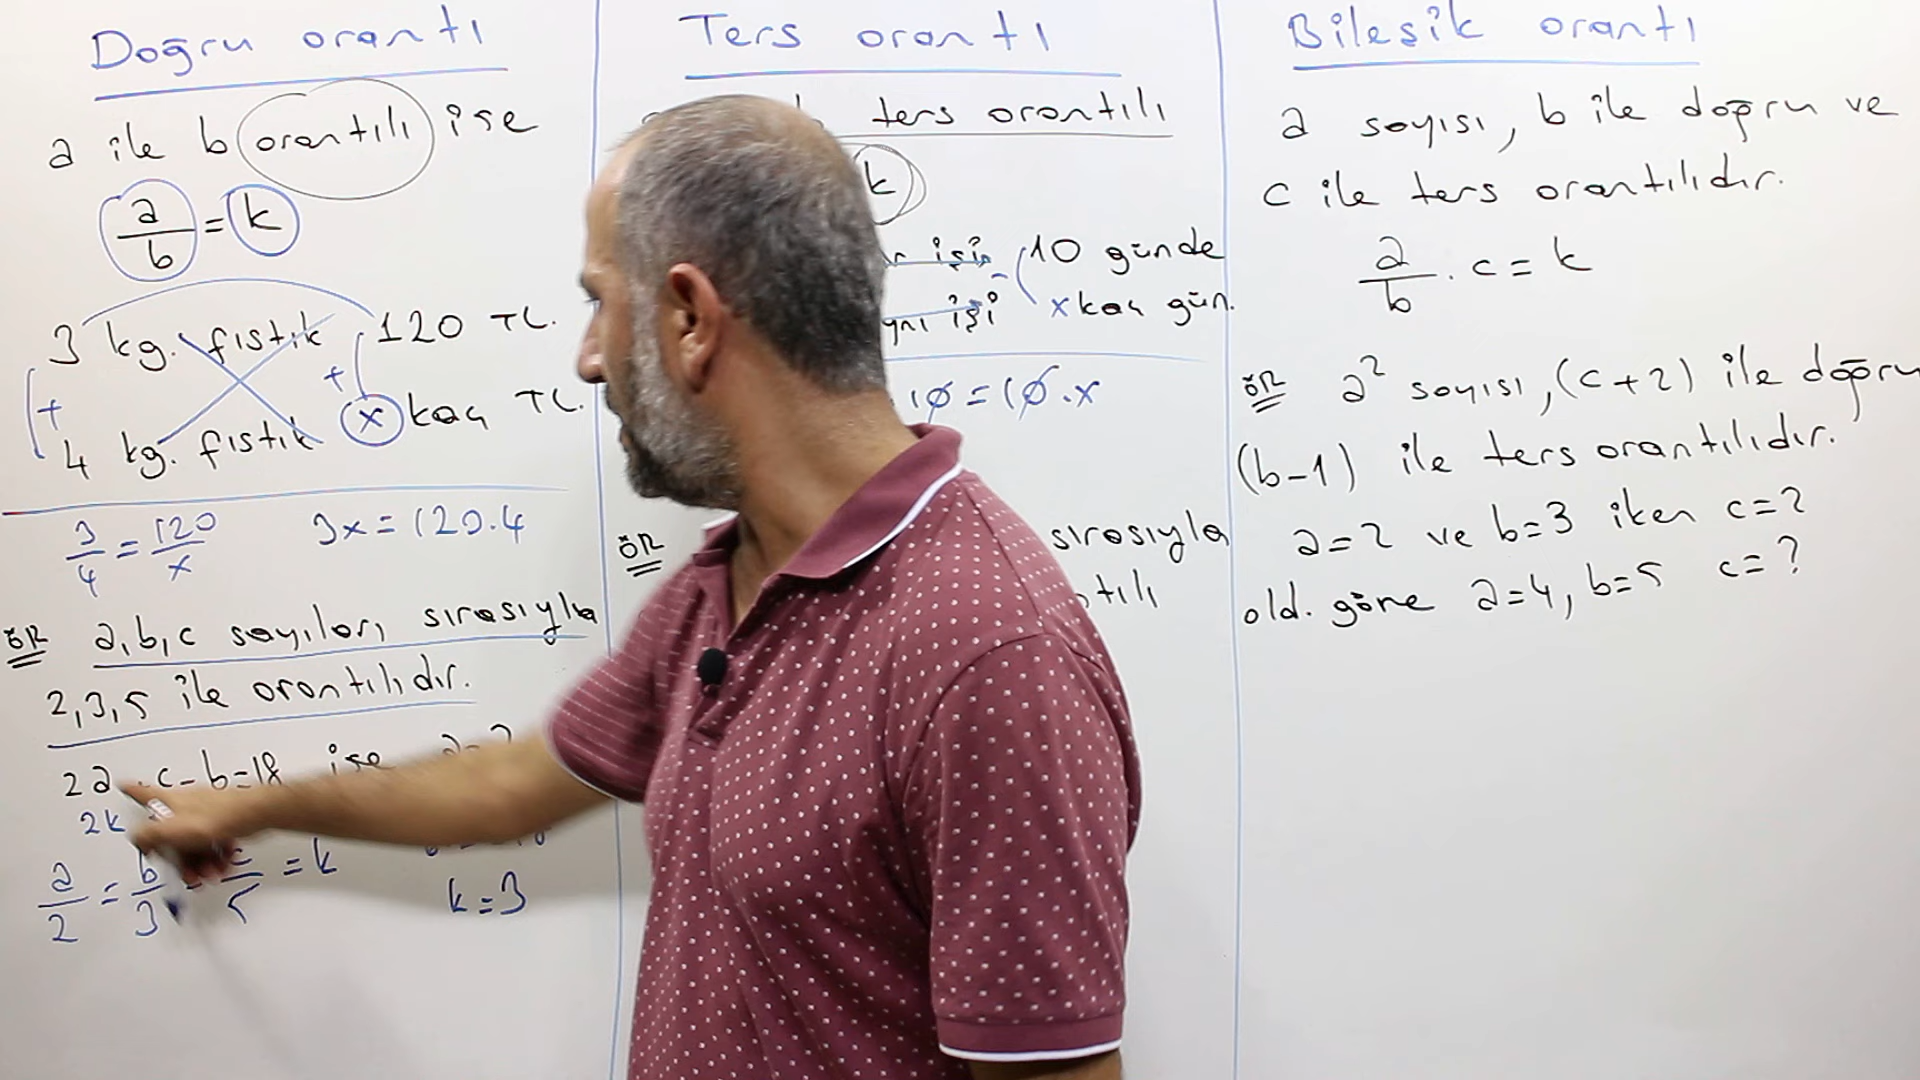 Doğru orantı
a ile b orantılı ise
a/b = k
3 kg. fıstık 120 TL.
+ +
4 kg. fıstık x kaç TL.
3/4 = 120/x 3x = 120.4
ÖR a,b,c sayıları sırasıyla
2,3,5 ile orantılıdır.
2a c - b = 18 ise
2k
a/2 = b/3 = c/5 = k
k = 3
Ters orantı
ters orantılı
k
işin 10 günde
işi x kaç gün.
10 = 10.x
ÖR sırasıyla
Bileşik orantı
a sayısı, b ile doğru ve
c ile ters orantılıdır.
a/b . c = k
ÖR a² sayısı, (c+2) ile doğru
(b-1) ile ters orantılıdır.
a=2 ve b=3 iken c=2
old. göre a=4, b=5 c=?